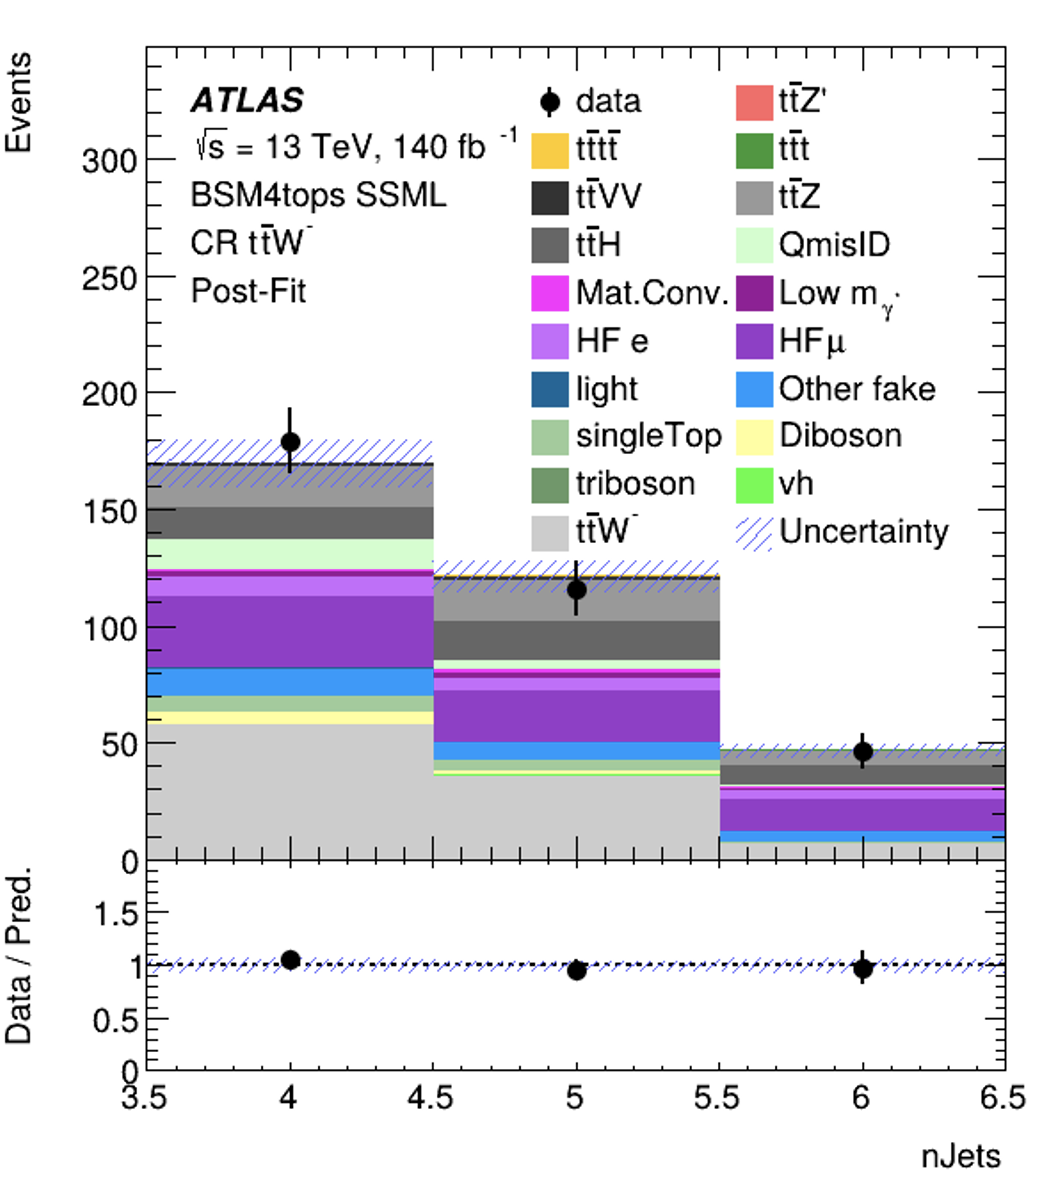 Events
ATLAS
√s = 13 TeV, 140 fb⁻¹
BSM4tops SSML
CR tt̄W⁻
Post-Fit
data
tt̄Z'
tt̄tt̄
tt̄t
tt̄VV
tt̄Z
tt̄H
QmisID
Mat.Conv.
Low m_γ*
HF e
HFμ
light
Other fake
singleTop
Diboson
triboson
vh
tt̄W⁻
Uncertainty
300
250
200
150
100
50
0
Data / Pred.
1.5
1
0.5
0
3.5 4 4.5 5 5.5 6 6.5
nJets